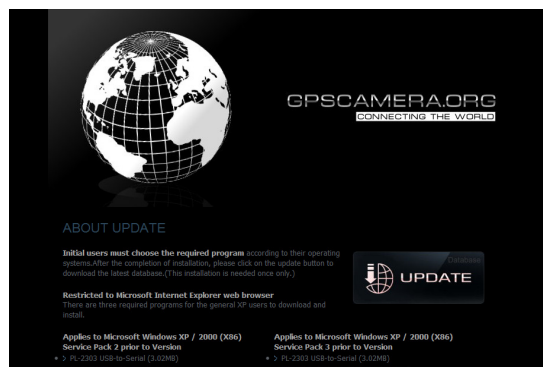 GPSCAMERA.ORG
CONNECTING THE WORLD
ABOUT UPDATE
Initial users must choose the required program according to their operating
systems.After the completion of installation, please click on the update button to
download the latest database.(This installation is needed once only.)
Database
UPDATE
Restricted to Microsoft Internet Explorer web browser
There are three required programs for the general XP users to download and
install.
Applies to Microsoft Windows XP / 2000 (X86)
Service Pack 2 prior to Version
> PL-2303 USB-to-Serial (3.02MB)
Applies to Microsoft Windows XP / 2000 (X86)
Service Pack 3 prior to Version
> PL-2303 USB-to-Serial (3.02MB)